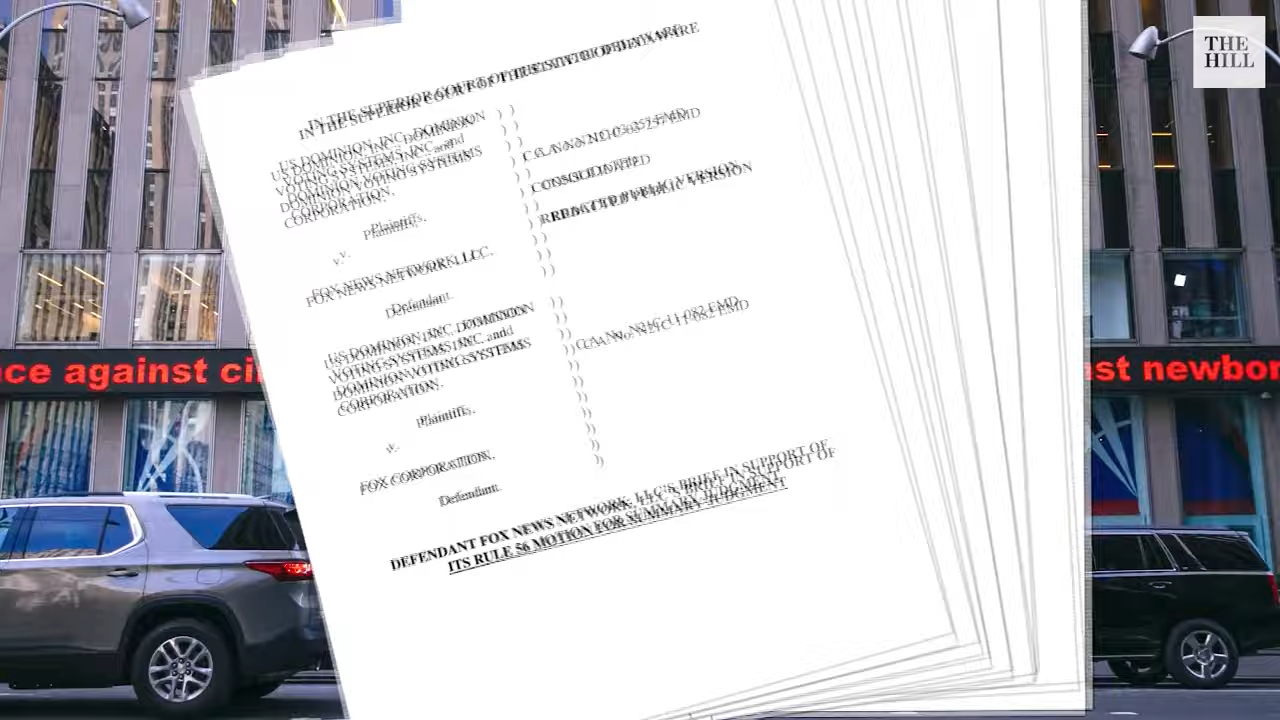 THE
HILL
IN THE SUPERIOR COURT OF THE STATE OF DELAWARE
US DOMINION, INC., DOMINION
VOTING SYSTEMS, INC., and
DOMINION VOTING SYSTEMS
CORPORATION,
Plaintiffs,
v.
FOX NEWS NETWORK, LLC,
Defendant.
C.A. No.
CONSOLIDATED
REDACTED PUBLIC VERSION
US DOMINION, INC., DOMINION
VOTING SYSTEMS, INC., and
DOMINION VOTING SYSTEMS
CORPORATION,
Plaintiffs,
v.
FOX CORPORATION,
Defendant.
C.A. No.
DEFENDANT FOX NEWS NETWORK, LLC'S BRIEF IN SUPPORT OF
ITS RULE 56 MOTION FOR SUMMARY JUDGMENT
against
newbor